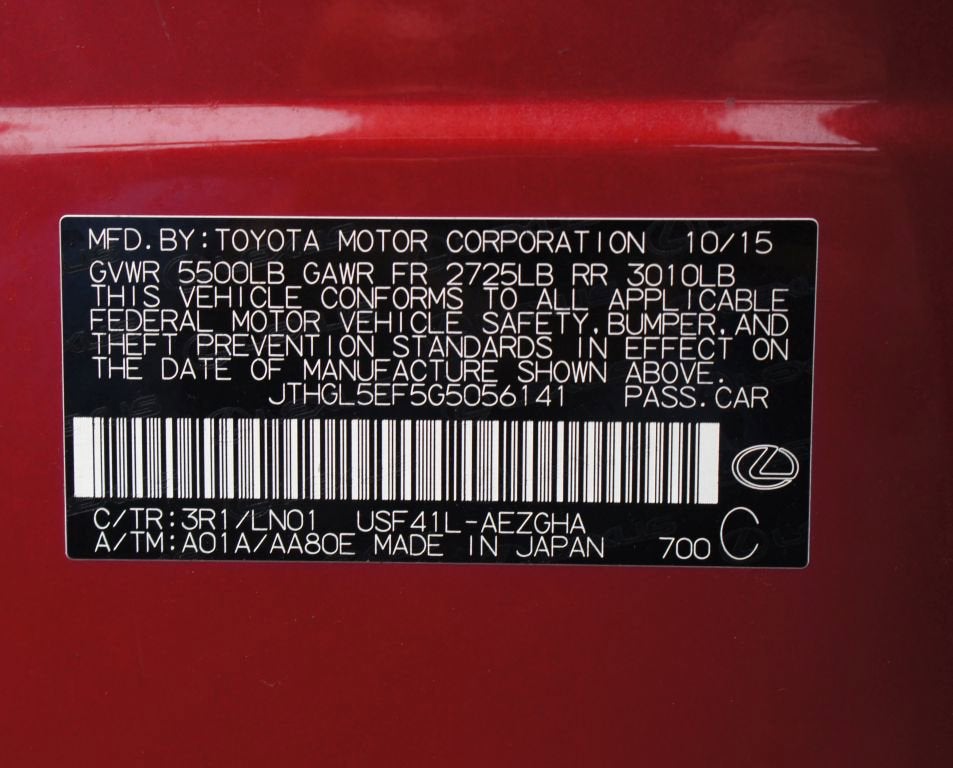 MFD.BY:TOYOTA MOTOR CORPORATION 10/15
GVWR 5500LB GAWR FR 2725LB RR 3010LB
THIS VEHICLE CONFORMS TO ALL APPLICABLE
FEDERAL MOTOR VEHICLE SAFETY,BUMPER,AND
THEFT PREVENTION STANDARDS IN EFFECT ON
THE DATE OF MANUFACTURE SHOWN ABOVE.
JTHGL5EF5G5056141 PASS.CAR
C/TR:3R1/LN01 USF41L-AEZGHA
A/TM:A01A/AA80E MADE IN JAPAN 700 C